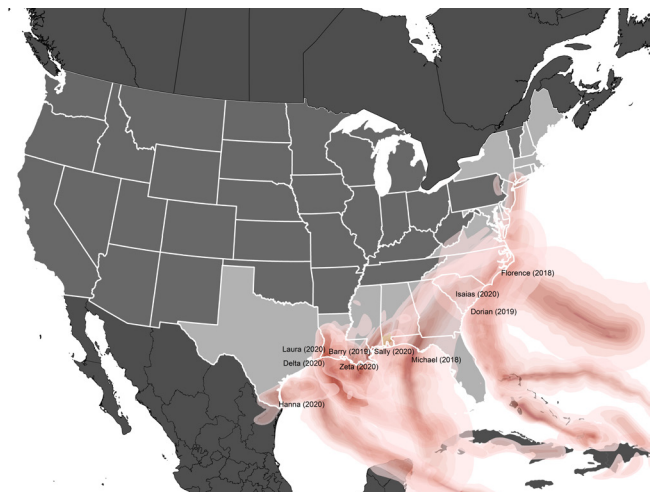 Florence (2018)
Isaias (2020)
Dorian (2019)
Laura (2020)
Barry (2019)
Sally (2020)
Delta (2020)
Zeta (2020)
Michael (2018)
Hanna (2020)